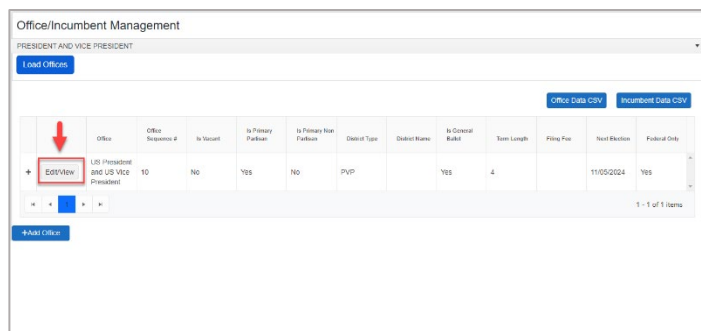 Office/Incumbent Management
PRESIDENT AND VICE PRESIDENT
Load Offices
Office Data CSV Incumbent Data CSV
Office Office Sequence # Is Vacant Is Primary Partisan Is Primary Non Partisan District Type District Name Is General Ballot Term Length Filing Fee Next Election Federal Only
+ Edit/View US President and US Vice President 10 No Yes No PVP Yes 4 11/05/2024 Yes
1 1 - 1 of 1 items
+Add Office